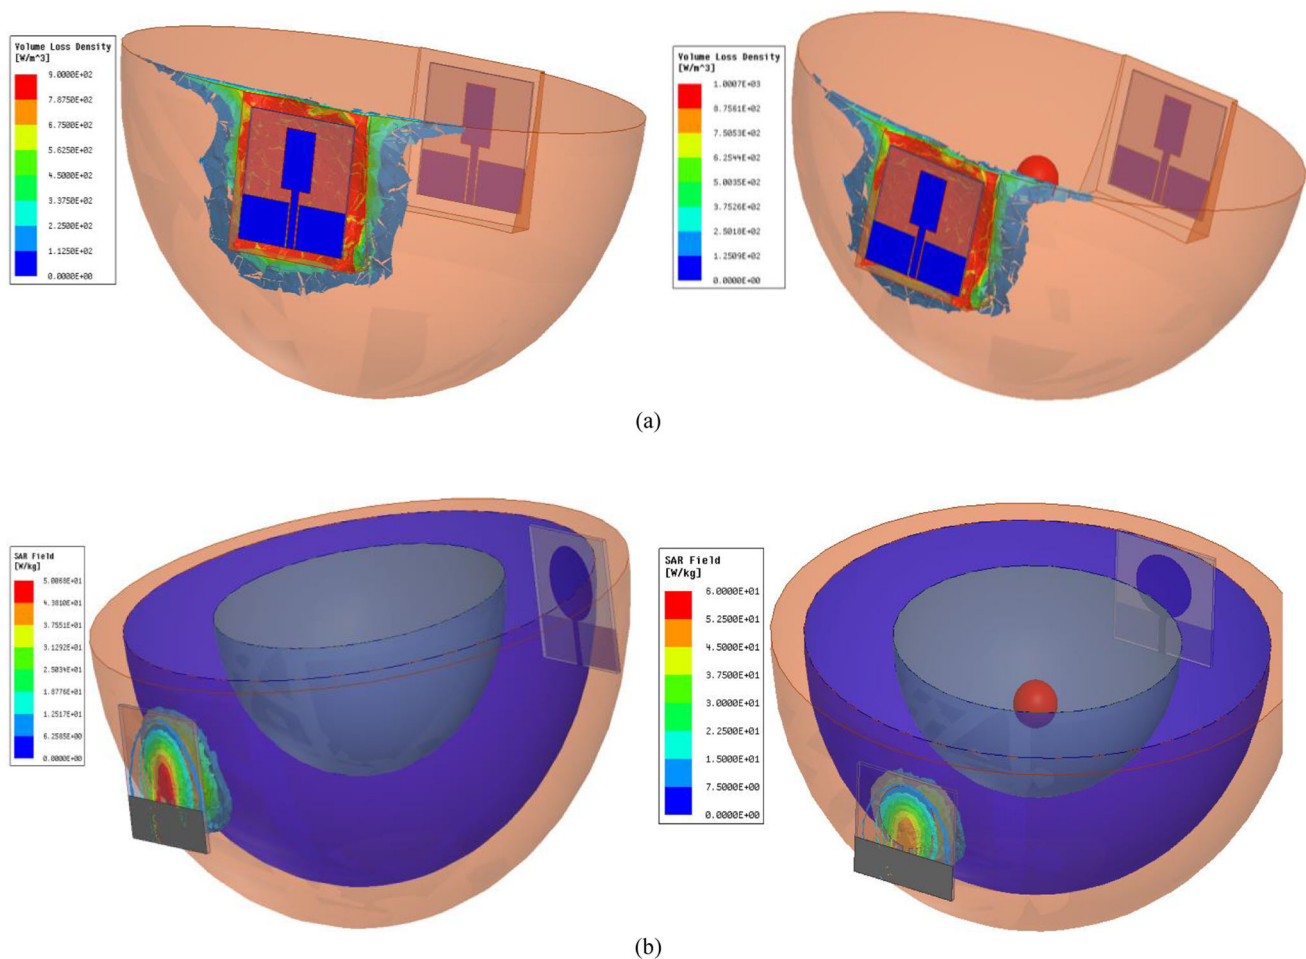 Volume Loss Density
[W/m^3]
9.0000E+02
7.8750E+02
6.7500E+02
5.6250E+02
4.5000E+02
3.3750E+02
2.2500E+02
1.1250E+02
0.0000E+00
Volume Loss Density
[W/m^3]
1.0007E+03
8.7561E+02
7.5053E+02
6.2544E+02
5.0035E+02
3.7526E+02
2.5018E+02
1.2509E+02
0.0000E+00
(a)
SAR Field
[W/kg]
5.0068E+01
4.3810E+01
3.7551E+01
3.1292E+01
2.5034E+01
1.8776E+01
1.2517E+01
6.2585E+00
0.0000E+00
SAR Field
[W/kg]
6.0000E+01
5.2500E+01
4.5000E+01
3.7500E+01
3.0000E+01
2.2500E+01
1.5000E+01
7.5000E+00
0.0000E+00
(b)